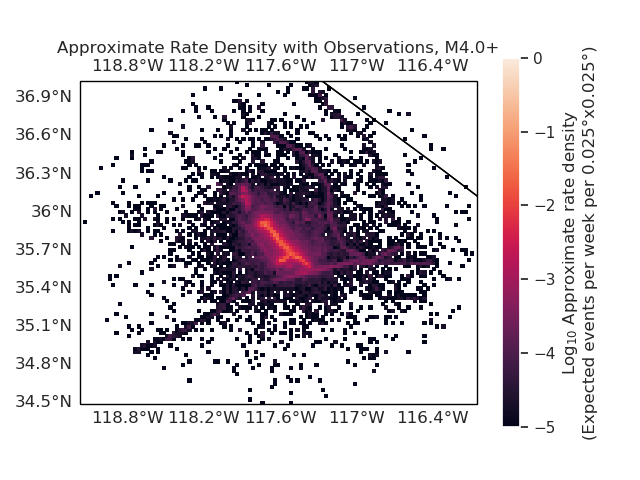 Approximate Rate Density with Observations, M4.0+
118.8°W 118.2°W 117.6°W 117°W 116.4°W
36.9°N
36.6°N
36.3°N
36°N
35.7°N
35.4°N
35.1°N
34.8°N
34.5°N
118.8°W 118.2°W 117.6°W 117°W 116.4°W
0
−1
−2
−3
−4
−5
Log₁₀ Approximate rate density
(Expected events per week per 0.025°x0.025°)